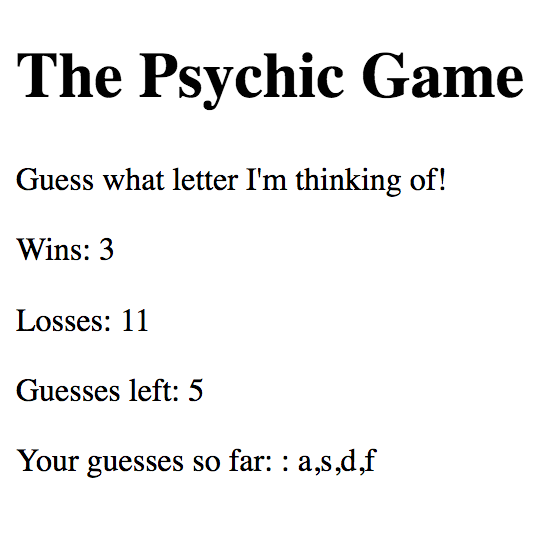 The Psychic Game
Guess what letter I'm thinking of!
Wins: 3
Losses: 11
Guesses left: 5
Your guesses so far: : a,s,d,f